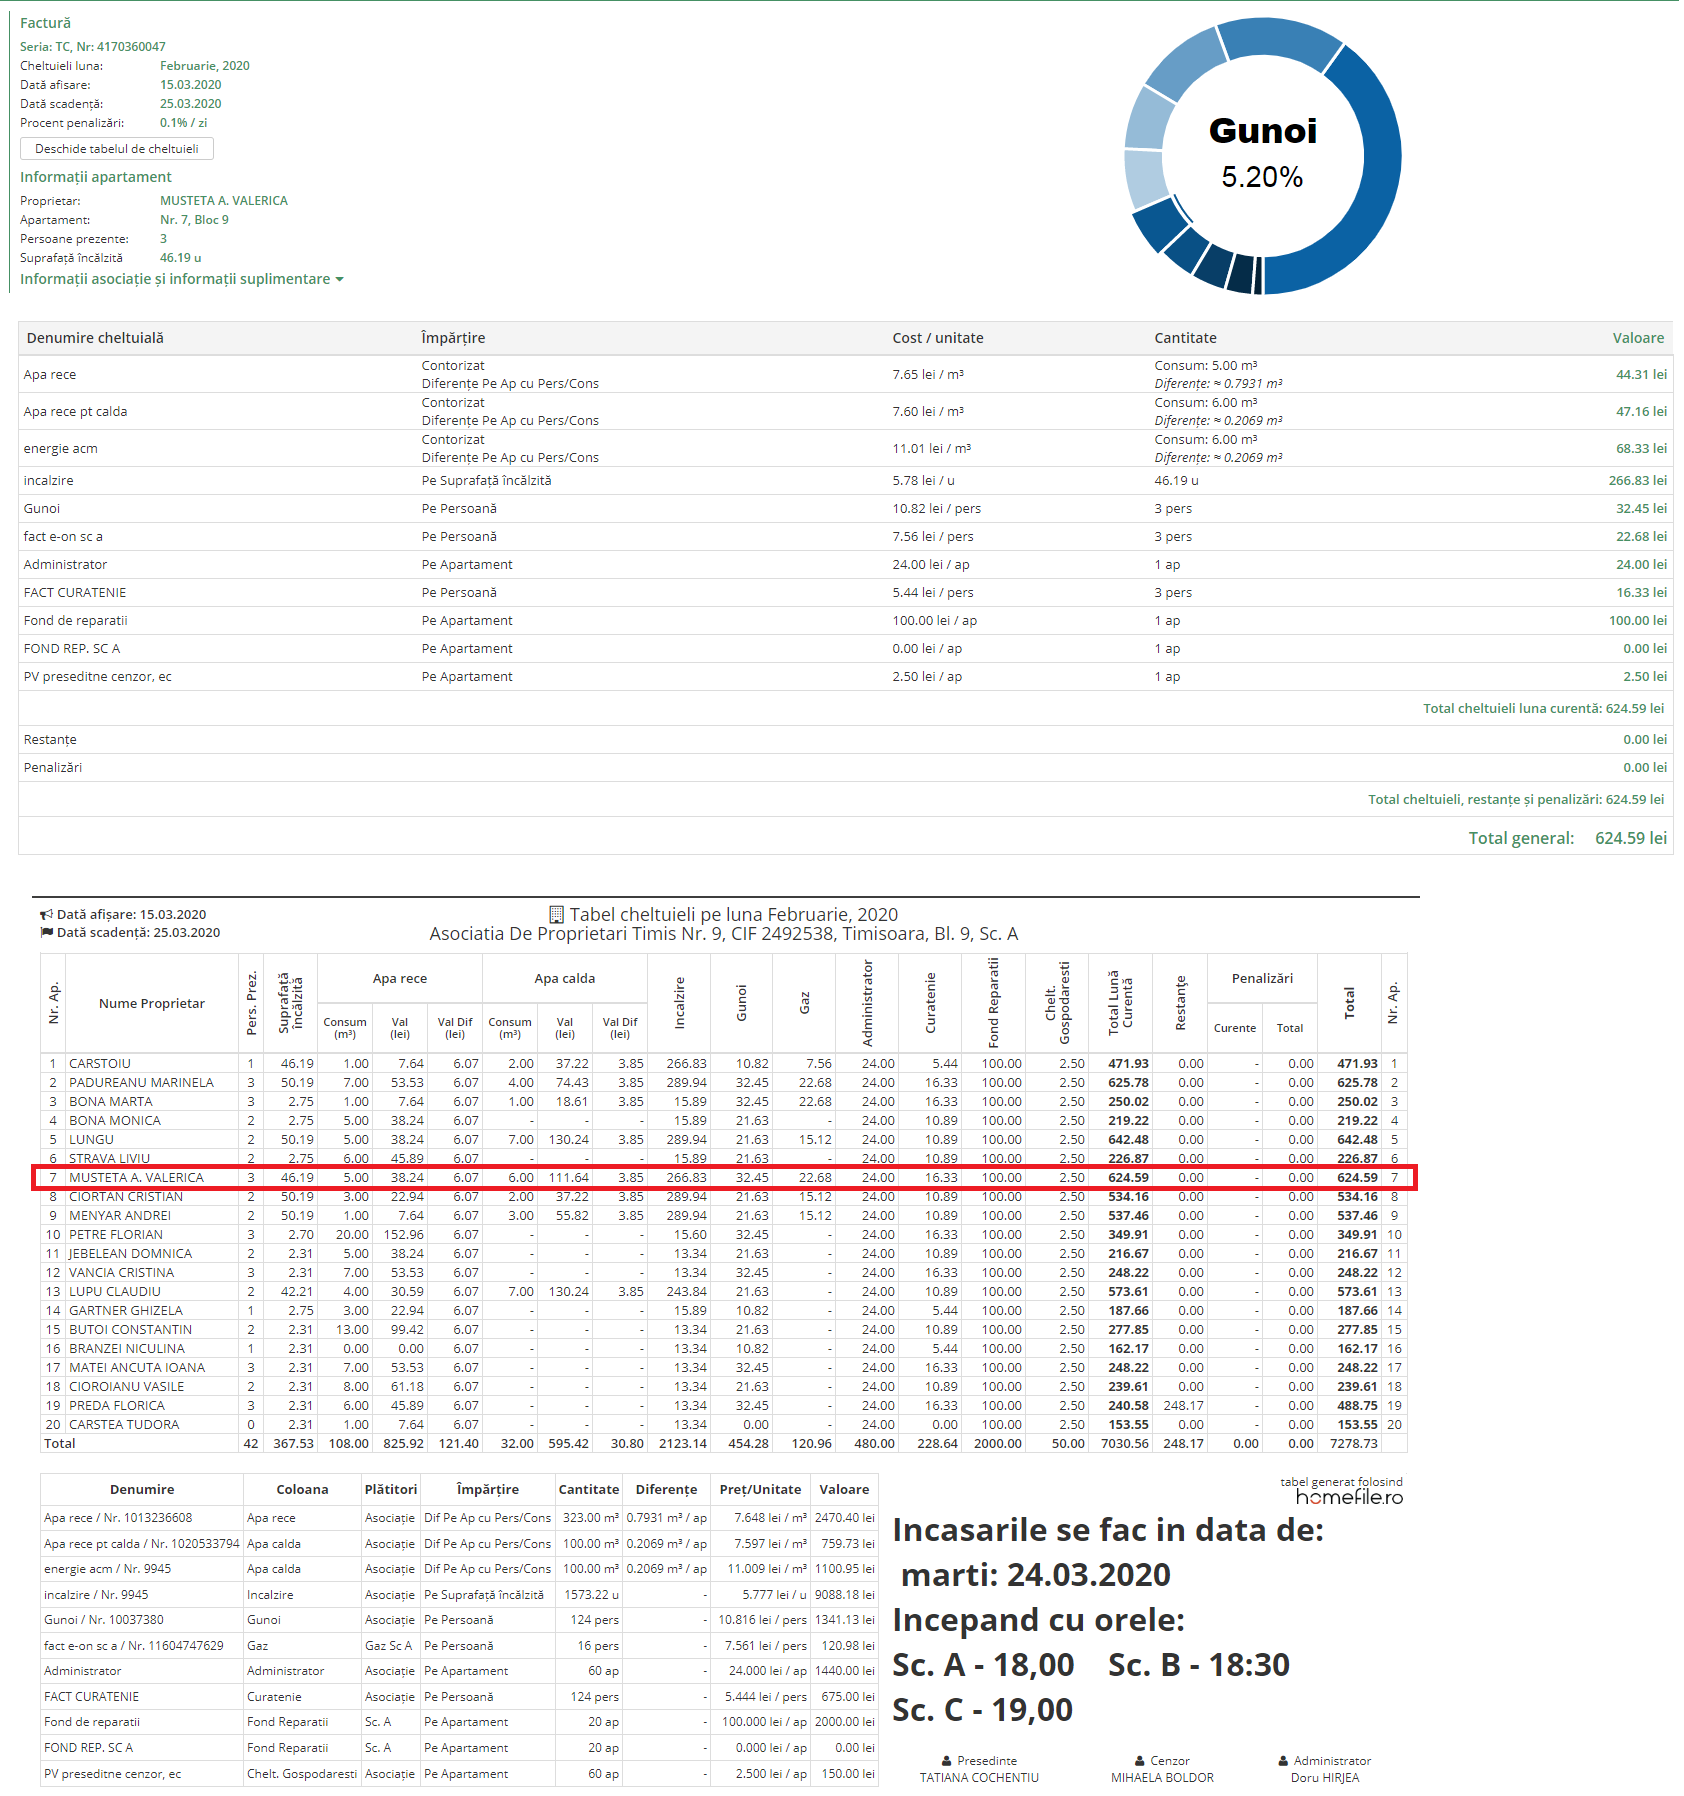 Factură
Seria: TC, Nr: 4170360047
Cheltuieli luna: Februarie, 2020
Dată afisare: 15.03.2020
Dată scadență: 25.03.2020
Procent penalizări: 0.1% / zi
Deschide tabelul de cheltuieli
Informații apartament
Proprietar: MUSTETA A. VALERICA
Apartament: Nr. 7, Bloc 9
Persoane prezente: 3
Suprafață încălzită 46.19 u
Informații asociație și informații suplimentare
Gunoi
5.20%
Denumire cheltuială Împărțire Cost / unitate Cantitate Valoare
Apa rece Contorizat Diferențe Pe Ap cu Pers/Cons 7.65 lei / m³ Consum: 5.00 m³ Diferențe: ≈ 0.7931 m³ 44.31 lei
Apa rece pt calda Contorizat Diferențe Pe Ap cu Pers/Cons 7.60 lei / m³ Consum: 6.00 m³ Diferențe: ≈ 0.2069 m³ 47.16 lei
energie acm Contorizat Diferențe Pe Ap cu Pers/Cons 11.01 lei / m³ Consum: 6.00 m³ Diferențe: ≈ 0.2069 m³ 68.33 lei
incalzire Pe Suprafață încălzită 5.78 lei / u 46.19 u 266.83 lei
Gunoi Pe Persoană 10.82 lei / pers 3 pers 32.45 lei
fact e-on sc a Pe Persoană 7.56 lei / pers 3 pers 22.68 lei
Administrator Pe Apartament 24.00 lei / ap 1 ap 24.00 lei
FACT CURATENIE Pe Persoană 5.44 lei / pers 3 pers 16.33 lei
Fond de reparatii Pe Apartament 100.00 lei / ap 1 ap 100.00 lei
FOND REP. SC A Pe Apartament 0.00 lei / ap 1 ap 0.00 lei
PV preseditne cenzor, ec Pe Apartament 2.50 lei / ap 1 ap 2.50 lei
Total cheltuieli luna curentă: 624.59 lei
Restanțe 0.00 lei
Penalizări 0.00 lei
Total cheltuieli, restanțe și penalizări: 624.59 lei
Total general: 624.59 lei
Dată afișare: 15.03.2020
Dată scadență: 25.03.2020
Tabel cheltuieli pe luna Februarie, 2020
Asociatia De Proprietari Timis Nr. 9, CIF 2492538, Timisoara, Bl. 9, Sc. A
Nr. Ap. Nume Proprietar Pers. Prez. Suprafață încălzită Apa rece Apa calda Incalzire Gunoi Gaz Administrator Curatenie Fond Reparatii Chelt. Gospodaresti Total Lună Curentă Restanțe Penalizări Total Nr. Ap.
Consum (m³) Val (lei) Val Dif (lei) Consum (m³) Val (lei) Val Dif (lei) Curente Total
1 CARSTOIU 1 46.19 1.00 7.64 6.07 2.00 37.22 3.85 266.83 10.82 7.56 24.00 5.44 100.00 2.50 471.93 0.00 - 0.00 471.93 1
2 PADUREANU MARINELA 3 50.19 7.00 53.53 6.07 4.00 74.43 3.85 289.94 32.45 22.68 24.00 16.33 100.00 2.50 625.78 0.00 - 0.00 625.78 2
3 BONA MARTA 3 2.75 1.00 7.64 6.07 1.00 18.61 3.85 15.89 32.45 22.68 24.00 16.33 100.00 2.50 250.02 0.00 - 0.00 250.02 3
4 BONA MONICA 2 2.75 5.00 38.24 6.07 - - - 15.89 21.63 - 24.00 10.89 100.00 2.50 219.22 0.00 - 0.00 219.22 4
5 LUNGU 2 50.19 5.00 38.24 6.07 7.00 130.24 3.85 289.94 21.63 15.12 24.00 10.89 100.00 2.50 642.48 0.00 - 0.00 642.48 5
6 STRAVA LIVIU 2 2.75 6.00 45.89 6.07 - - - 15.89 21.63 - 24.00 10.89 100.00 2.50 226.87 0.00 - 0.00 226.87 6
7 MUSTETA A. VALERICA 3 46.19 5.00 38.24 6.07 6.00 111.64 3.85 266.83 32.45 22.68 24.00 16.33 100.00 2.50 624.59 0.00 - 0.00 624.59 7
8 CIORTAN CRISTIAN 2 50.19 3.00 22.94 6.07 2.00 37.22 3.85 289.94 21.63 15.12 24.00 10.89 100.00 2.50 534.16 0.00 - 0.00 534.16 8
9 MENYAR ANDREI 2 50.19 1.00 7.64 6.07 3.00 55.82 3.85 289.94 21.63 15.12 24.00 10.89 100.00 2.50 537.46 0.00 - 0.00 537.46 9
10 PETRE FLORIAN 3 2.70 20.00 152.96 6.07 - - - 15.60 32.45 - 24.00 16.33 100.00 2.50 349.91 0.00 - 0.00 349.91 10
11 JEBELEAN DOMNICA 2 2.31 5.00 38.24 6.07 - - - 13.34 21.63 - 24.00 10.89 100.00 2.50 216.67 0.00 - 0.00 216.67 11
12 VANCIA CRISTINA 3 2.31 7.00 53.53 6.07 - - - 13.34 32.45 - 24.00 16.33 100.00 2.50 248.22 0.00 - 0.00 248.22 12
13 LUPU CLAUDIU 2 42.21 4.00 30.59 6.07 7.00 130.24 3.85 243.84 21.63 - 24.00 10.89 100.00 2.50 573.61 0.00 - 0.00 573.61 13
14 GARTNER GHIZELA 1 2.75 3.00 22.94 6.07 - - - 15.89 10.82 - 24.00 5.44 100.00 2.50 187.66 0.00 - 0.00 187.66 14
15 BUTOI CONSTANTIN 2 2.31 13.00 99.42 6.07 - - - 13.34 21.63 - 24.00 10.89 100.00 2.50 277.85 0.00 - 0.00 277.85 15
16 BRANZEI NICULINA 1 2.31 0.00 0.00 6.07 - - - 13.34 10.82 - 24.00 5.44 100.00 2.50 162.17 0.00 - 0.00 162.17 16
17 MATEI ANCUTA IOANA 3 2.31 7.00 53.53 6.07 - - - 13.34 32.45 - 24.00 16.33 100.00 2.50 248.22 0.00 - 0.00 248.22 17
18 CIOROIANU VASILE 2 2.31 8.00 61.18 6.07 - - - 13.34 21.63 - 24.00 10.89 100.00 2.50 239.61 0.00 - 0.00 239.61 18
19 PREDA FLORICA 3 2.31 6.00 45.89 6.07 - - - 13.34 32.45 - 24.00 16.33 100.00 2.50 240.58 248.17 - 0.00 488.75 19
20 CARSTEA TUDORA 0 2.31 1.00 7.64 6.07 - - - 13.34 0.00 - 24.00 0.00 100.00 2.50 153.55 0.00 - 0.00 153.55 20
Total 42 367.53 108.00 825.92 121.40 32.00 595.42 30.80 2123.14 454.28 120.96 480.00 228.64 2000.00 50.00 7030.56 248.17 0.00 0.00 7278.73
Denumire Coloana Plătitori Împărțire Cantitate Diferențe Preț/Unitate Valoare
Apa rece / Nr. 1013236608 Apa rece Asociație Dif Pe Ap cu Pers/Cons 323.00 m³ 0.7931 m³ / ap 7.648 lei / m³ 2470.40 lei
Apa rece pt calda / Nr. 1020533794 Apa calda Asociație Dif Pe Ap cu Pers/Cons 100.00 m³ 0.2069 m³ / ap 7.597 lei / m³ 759.73 lei
energie acm / Nr. 9945 Apa calda Asociație Dif Pe Ap cu Pers/Cons 100.00 m³ 0.2069 m³ / ap 11.009 lei / m³ 1100.95 lei
incalzire / Nr. 9945 Incalzire Asociație Pe Suprafață încălzită 1573.22 u - 5.777 lei / u 9088.18 lei
Gunoi / Nr. 10037380 Gunoi Asociație Pe Persoană 124 pers - 10.816 lei / pers 1341.13 lei
fact e-on sc a / Nr. 11604747629 Gaz Gaz Sc A Pe Persoană 16 pers - 7.561 lei / pers 120.98 lei
Administrator Administrator Asociație Pe Apartament 60 ap - 24.000 lei / ap 1440.00 lei
FACT CURATENIE Curatenie Asociație Pe Persoană 124 pers - 5.444 lei / pers 675.00 lei
Fond de reparatii Fond Reparatii Sc. A Pe Apartament 20 ap - 100.000 lei / ap 2000.00 lei
FOND REP. SC A Fond Reparatii Sc. A Pe Apartament 20 ap - 0.000 lei / ap 0.00 lei
PV preseditne cenzor, ec Chelt. Gospodaresti Asociație Pe Apartament 60 ap - 2.500 lei / ap 150.00 lei
tabel generat folosind
homefile.ro
Incasarile se fac in data de:
marti: 24.03.2020
Incepand cu orele:
Sc. A - 18,00 Sc. B - 18:30
Sc. C - 19,00
Presedinte Cenzor Administrator
TATIANA COCHENTIU MIHAELA BOLDOR Doru HIRJEA